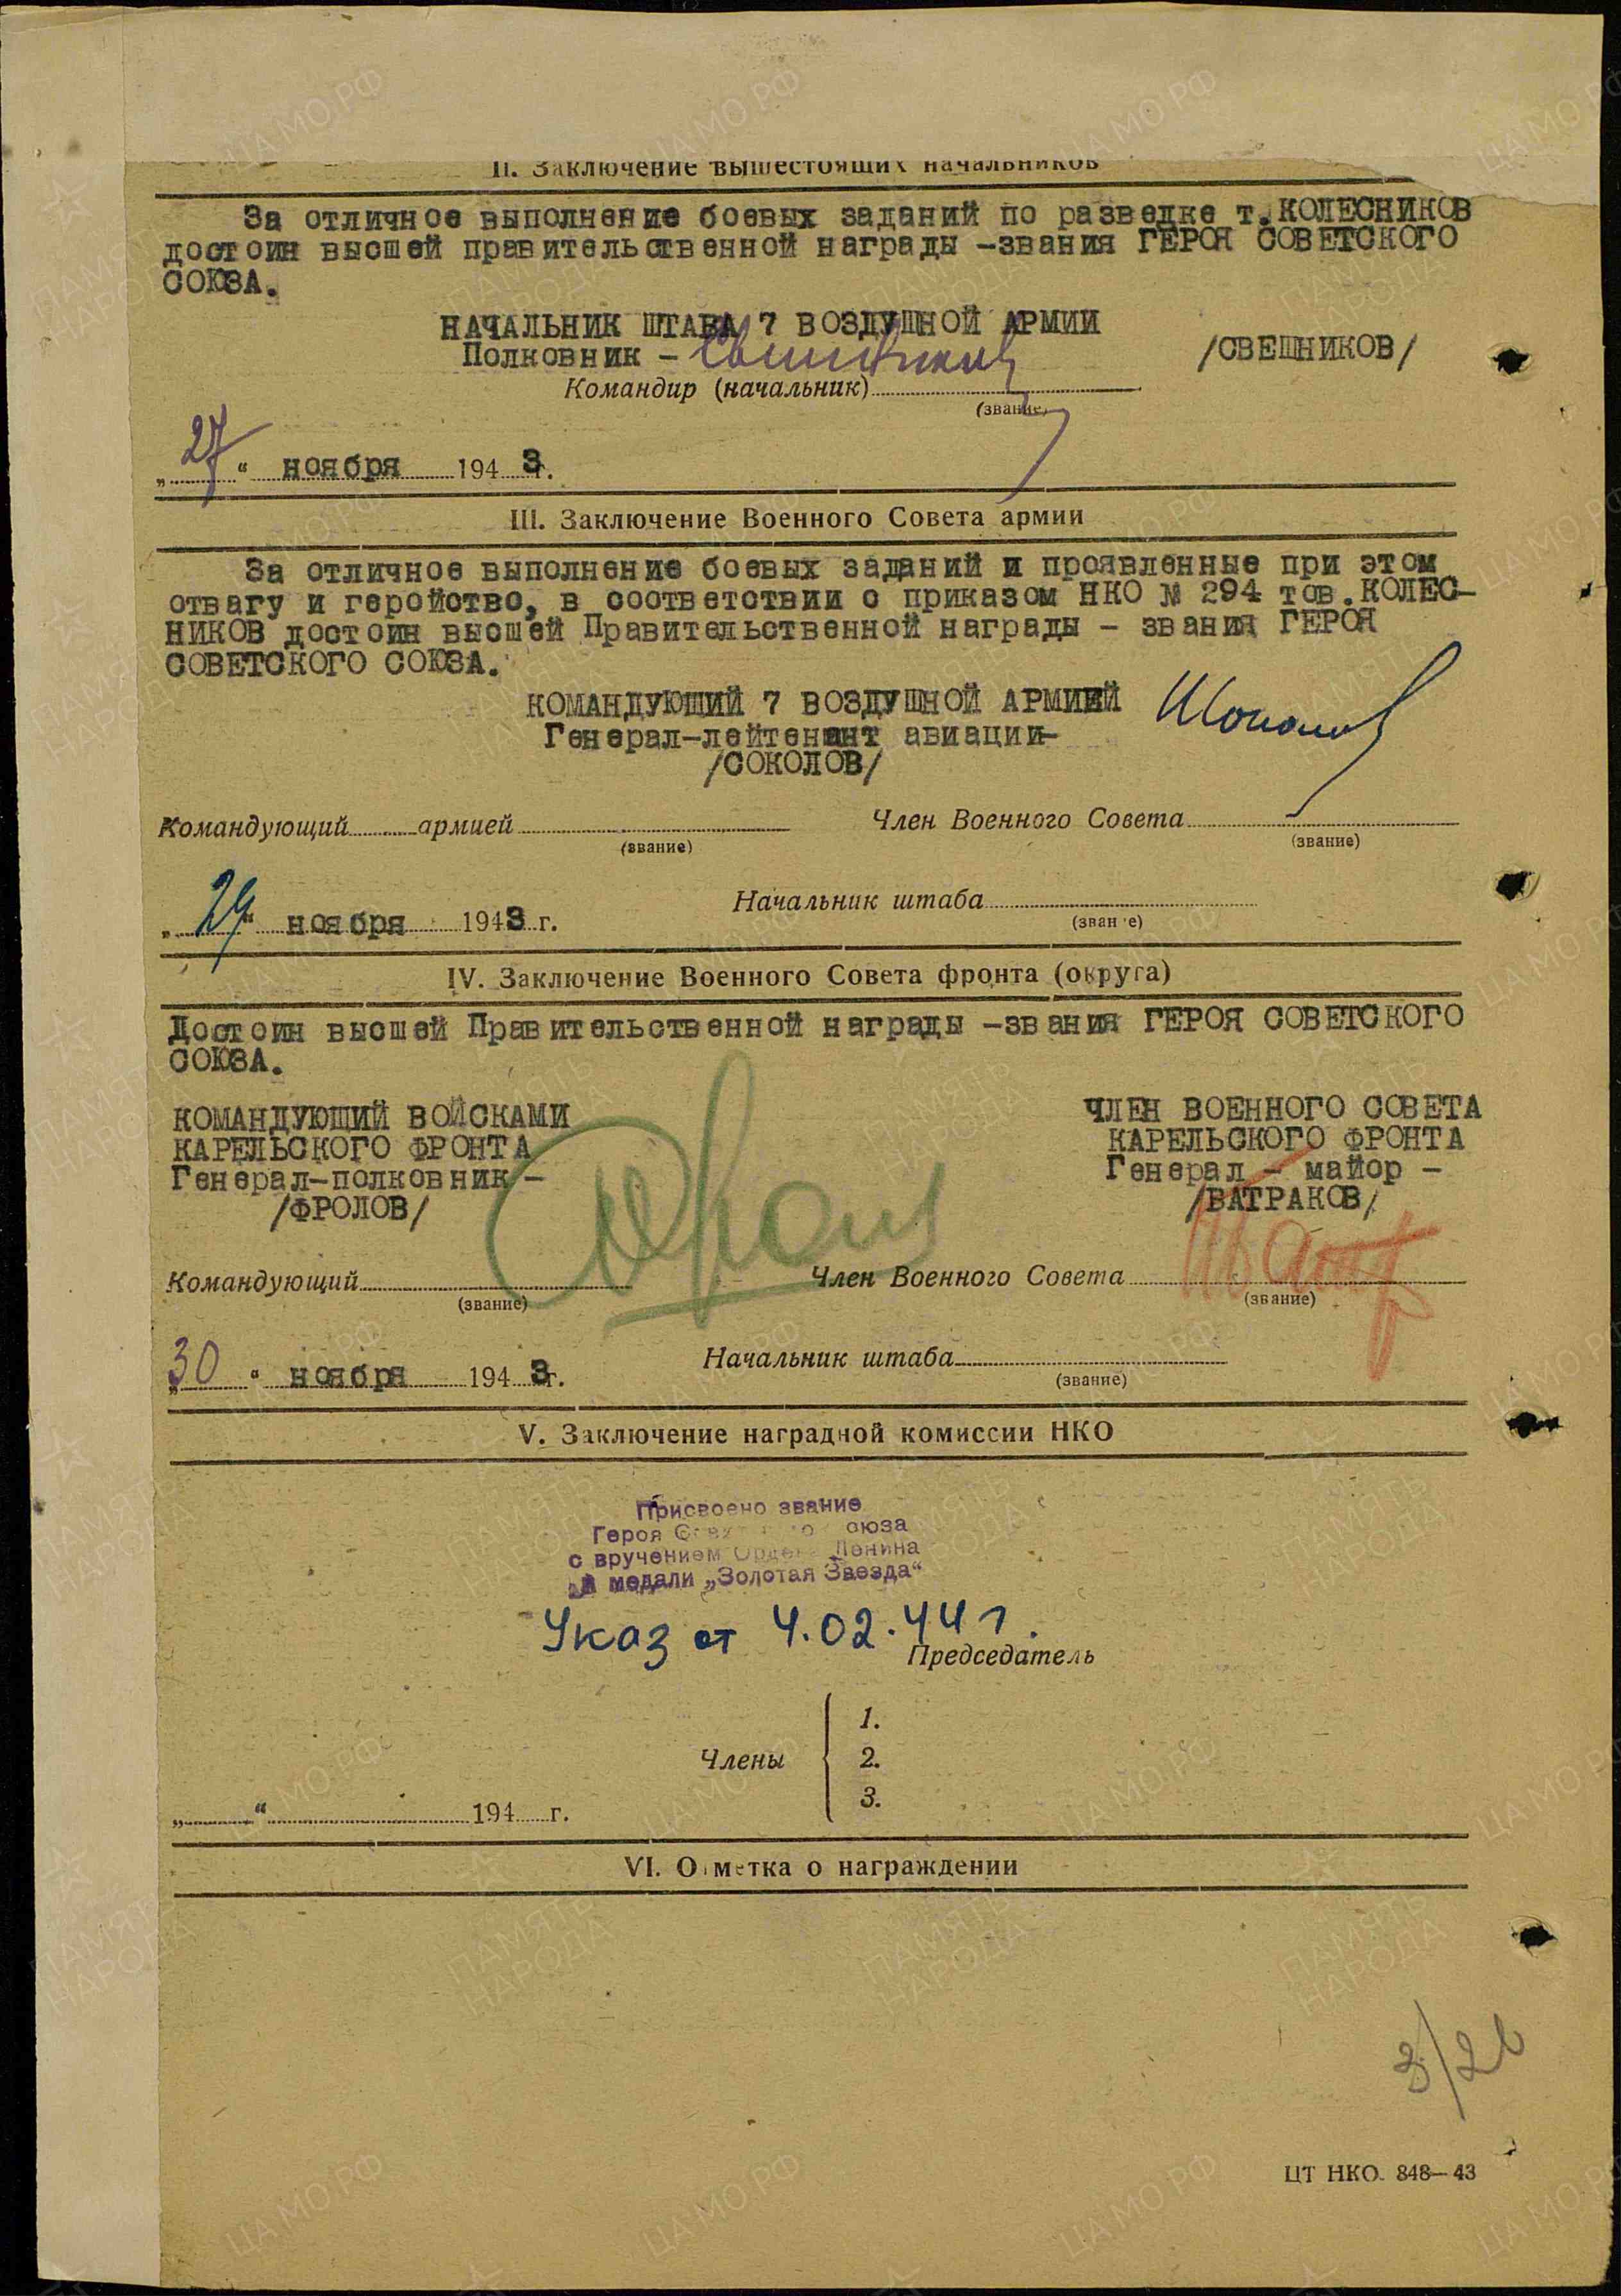 II. Заключение вышестоящих начальников
За отличное выполнение боевых заданий по разведке т.КОЛЕСНИКОВ
достоин высшей правительственной награды –звания ГЕРОЯ СОВЕТСКОГО
СОЮЗА.
НАЧАЛЬНИК ШТАБА 7 ВОЗДУШНОЙ АРМИИ
Полковник – /СВЕШНИКОВ/
Командир (начальник)
(звание)
„27“ ноября 1943г.
III. Заключение Военного Совета армии
За отличное выполнение боевых заданий и проявленные при этом
отвагу и геройство, в соответствии с приказом НКО № 294 тов.КОЛЕС–
НИКОВ достоин высшей Правительственной награды – звания ГЕРОЯ
СОВЕТСКОГО СОЮЗА.
КОМАНДУЮЩИЙ 7 ВОЗДУШНОЙ АРМИЕЙ
Генерал–лейтенант авиации–
/СОКОЛОВ/
Командующий армией Член Военного Совета
(звание) (звание)
Начальник штаба
(звание)
„29“ ноября 1943 г.
IV. Заключение Военного Совета фронта (округа)
Достоин высшей Правительственной награды –звания ГЕРОЯ СОВЕТСКОГО
СОЮЗА.
КОМАНДУЮЩИЙ ВОЙСКАМИ
КАРЕЛЬСКОГО ФРОНТА
Генерал–полковник–
/ФРОЛОВ/
ЧЛЕН ВОЕННОГО СОВЕТА
КАРЕЛЬСКОГО ФРОНТА
Генерал – майор –
/БАТРАКОВ/
Командующий Член Военного Совета
(звание) (звание)
Начальник штаба
(звание)
„30“ ноября 1943г.
V. Заключение наградной комиссии НКО
Присвоено звание
Героя Советского Союза
с вручением Ордена Ленина
и медали „Золотая Звезда“
Указ от 4.02.44 г.
Председатель
Члены
1.
2.
3.
„ “ 194 г.
VI. Отметка о награждении
ЦТ НКО. 848—43